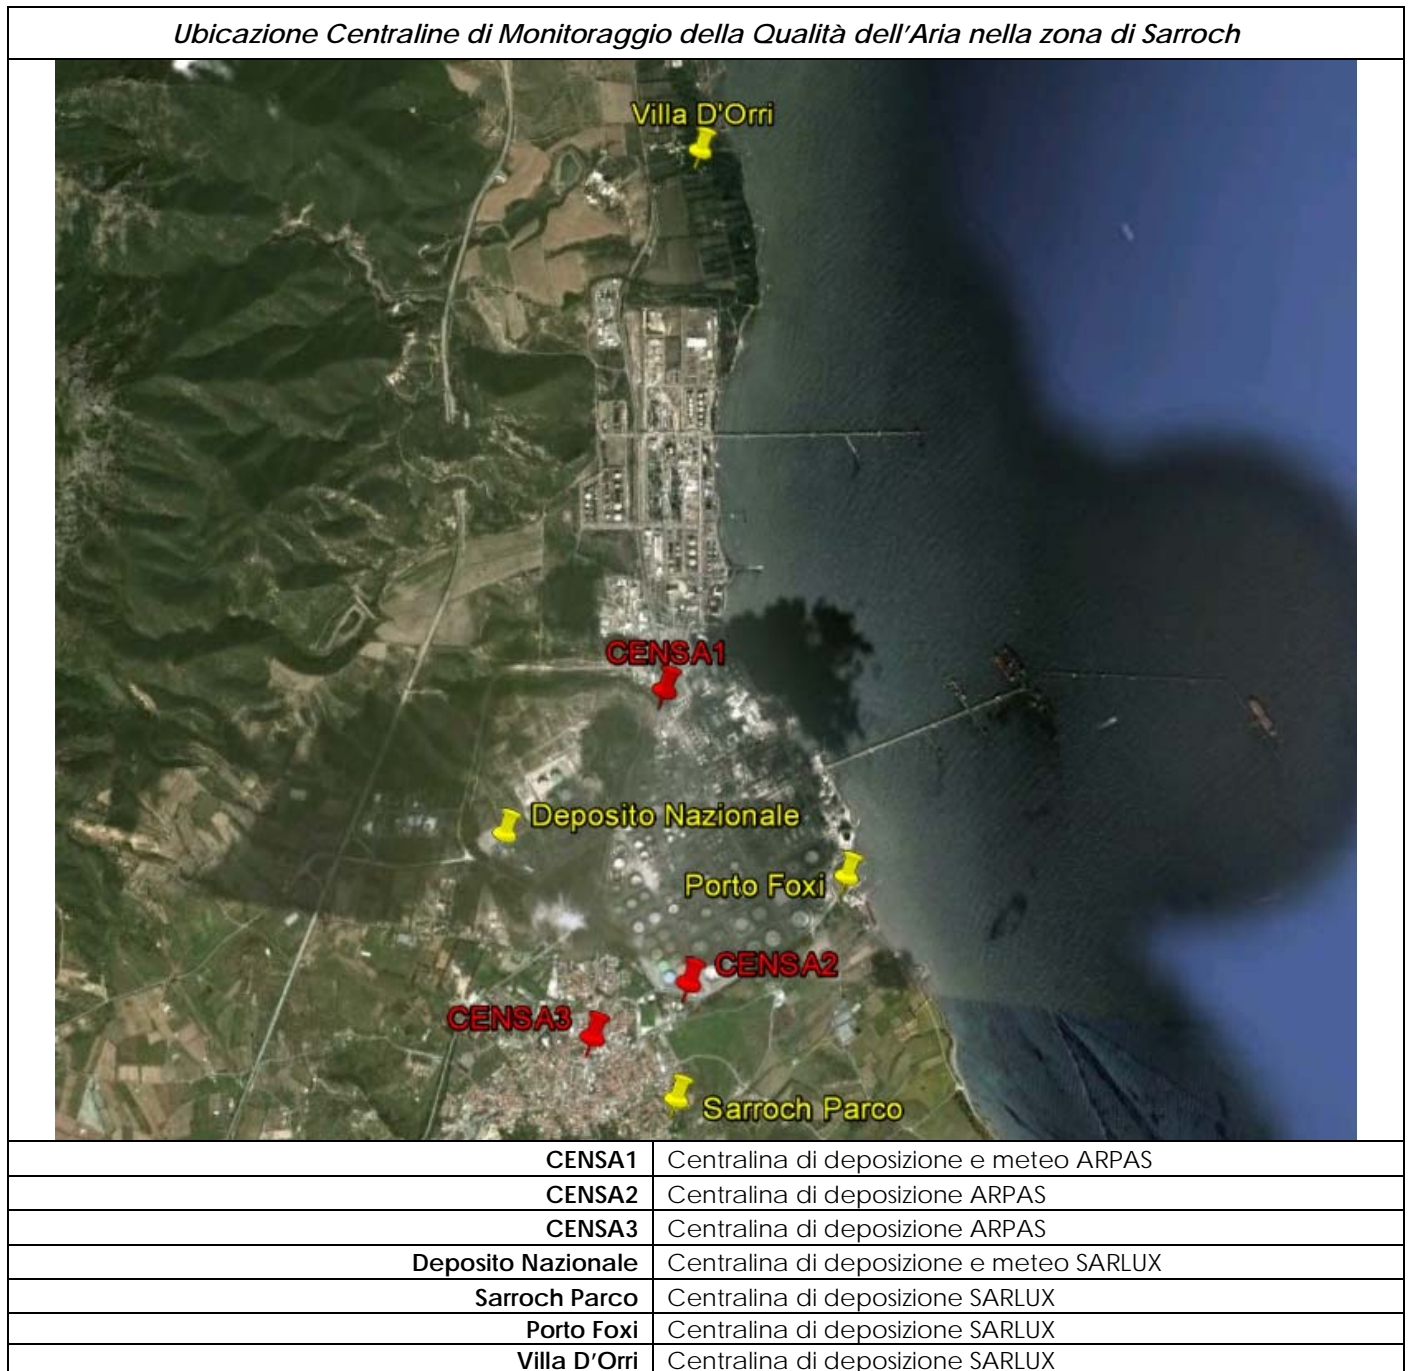 Ubicazione Centraline di Monitoraggio della Qualità dell'Aria nella zona di Sarroch
Villa D'Orri
CENSA1
Deposito Nazionale
Porto Foxi
CENSA2
CENSA3
Sarroch Parco
CENSA1 Centralina di deposizione e meteo ARPAS
CENSA2 Centralina di deposizione ARPAS
CENSA3 Centralina di deposizione ARPAS
Deposito Nazionale Centralina di deposizione e meteo SARLUX
Sarroch Parco Centralina di deposizione SARLUX
Porto Foxi Centralina di deposizione SARLUX
Villa D'Orri Centralina di deposizione SARLUX